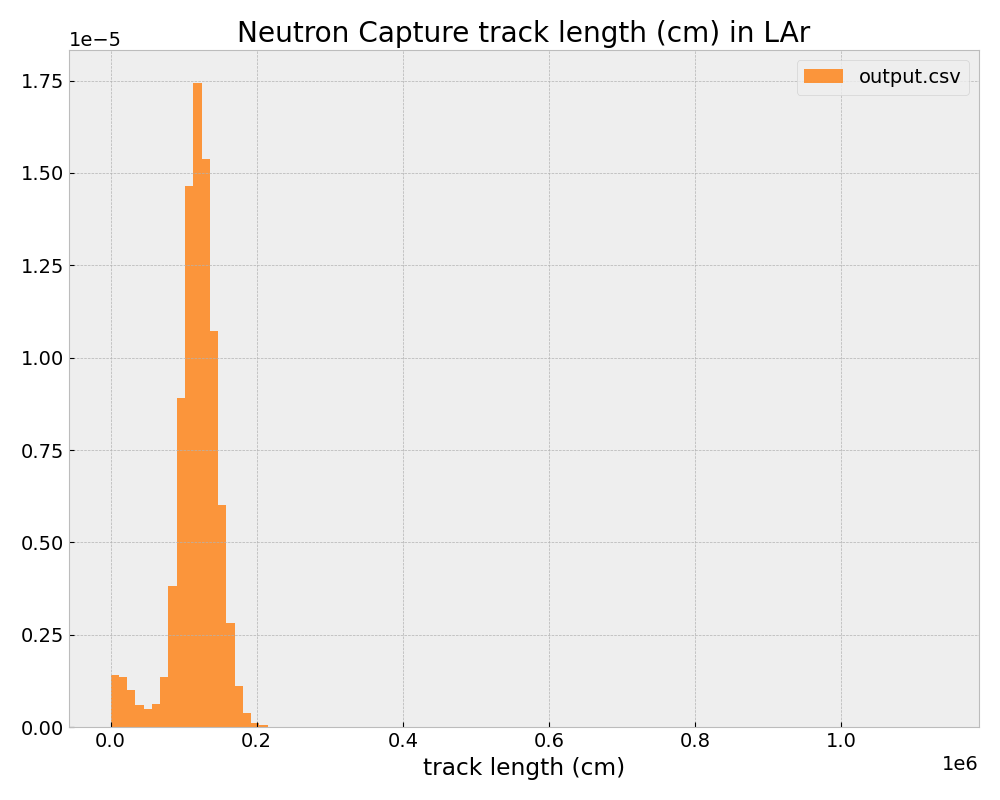 Neutron Capture track length (cm) in LAr
1e−5
output.csv
1.75
1.50
1.25
1.00
0.75
0.50
0.25
0.00
0.0 0.2 0.4 0.6 0.8 1.0
track length (cm)
1e6